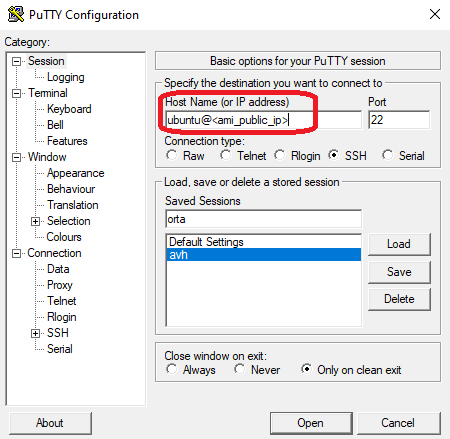 PuTTY Configuration
Category:
Session
Logging
Terminal
Keyboard
Bell
Features
Window
Appearance
Behaviour
Translation
Selection
Colours
Connection
Data
Proxy
Telnet
Rlogin
SSH
Serial
Basic options for your PuTTY session
Specify the destination you want to connect to
Host Name (or IP address) Port
ubuntu@<ami_public_ip> 22
Connection type:
Raw Telnet Rlogin SSH Serial
Load, save or delete a stored session
Saved Sessions
orta
Default Settings
avh
Load
Save
Delete
Close window on exit:
Always Never Only on clean exit
About Open Cancel